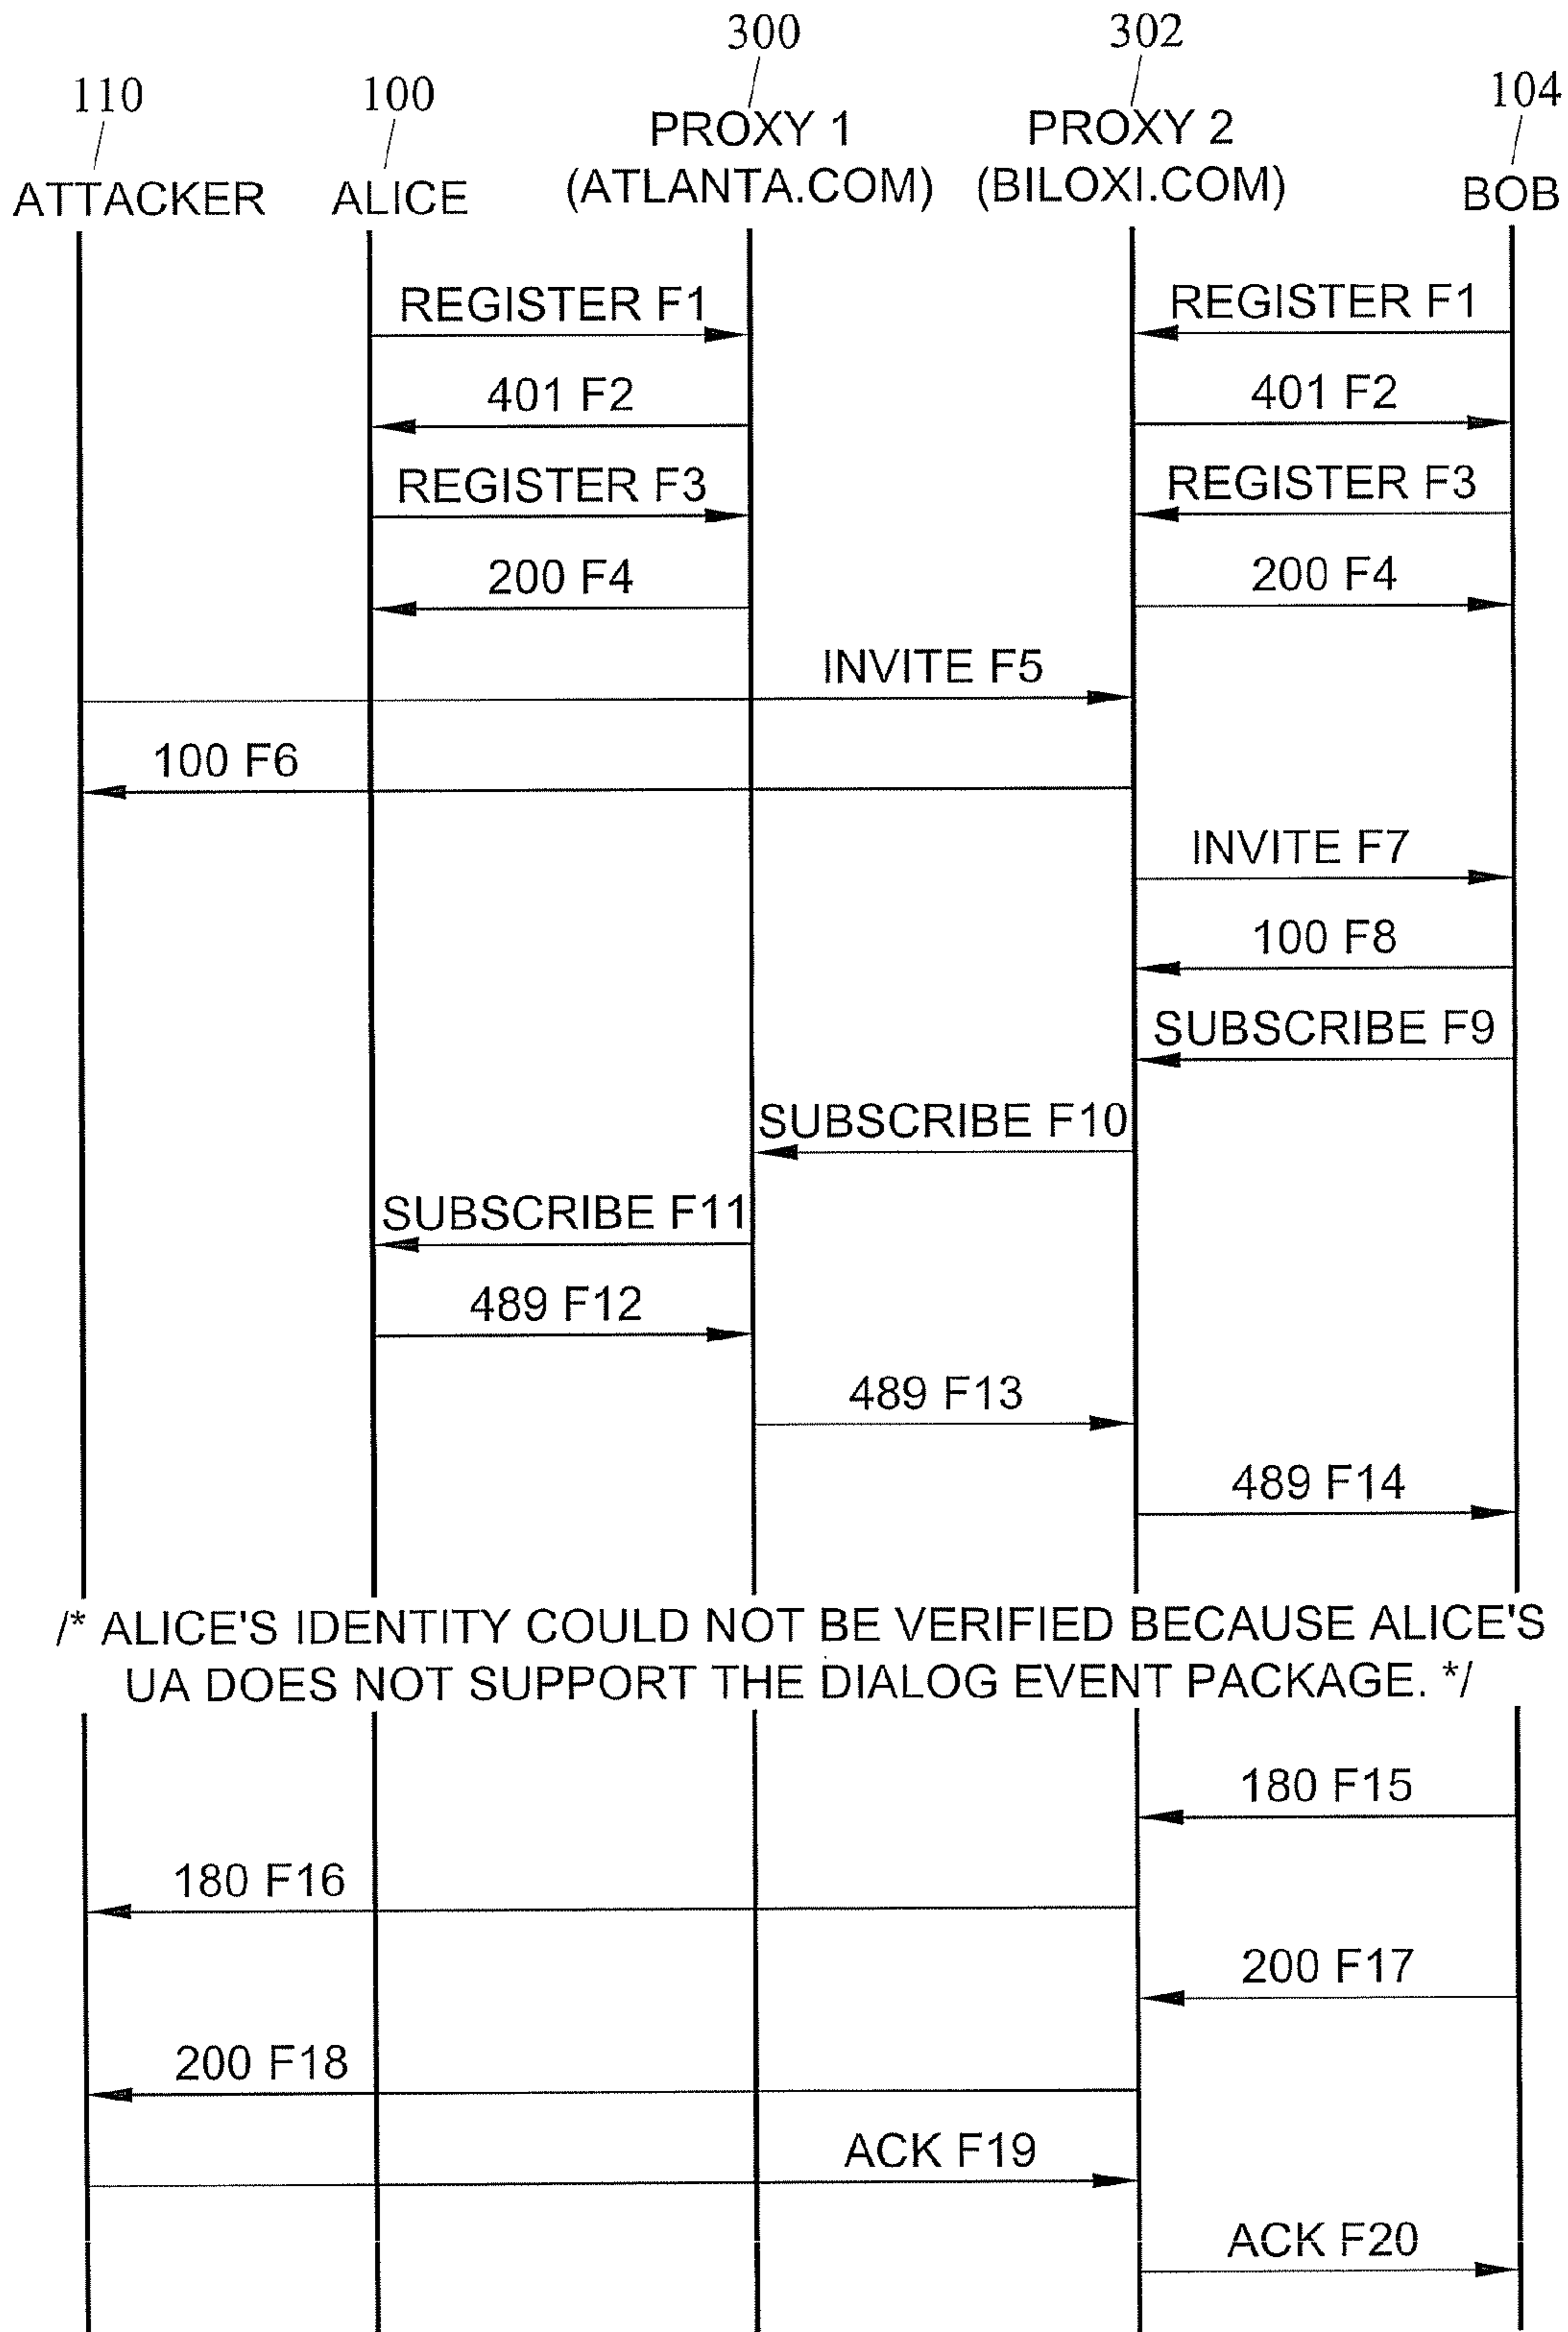 300 302
110 100 104
PROXY 1 PROXY 2
ATTACKER ALICE (ATLANTA.COM) (BILOXI.COM) BOB
REGISTER F1 REGISTER F1
401 F2 401 F2
REGISTER F3 REGISTER F3
200 F4 200 F4
INVITE F5
100 F6
INVITE F7
100 F8
SUBSCRIBE F9
SUBSCRIBE F10
SUBSCRIBE F11
489 F12
489 F13
489 F14
/* ALICE'S IDENTITY COULD NOT BE VERIFIED BECAUSE ALICE'S
UA DOES NOT SUPPORT THE DIALOG EVENT PACKAGE. */
180 F15
180 F16
200 F17
200 F18
ACK F19
ACK F20